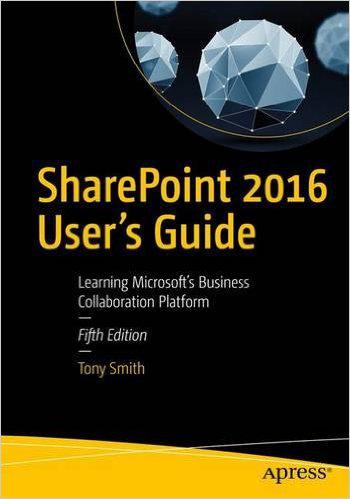 SharePoint 2016
User's Guide
Learning Microsoft's Business
Collaboration Platform
—
Fifth Edition
—
Tony Smith
Apress®